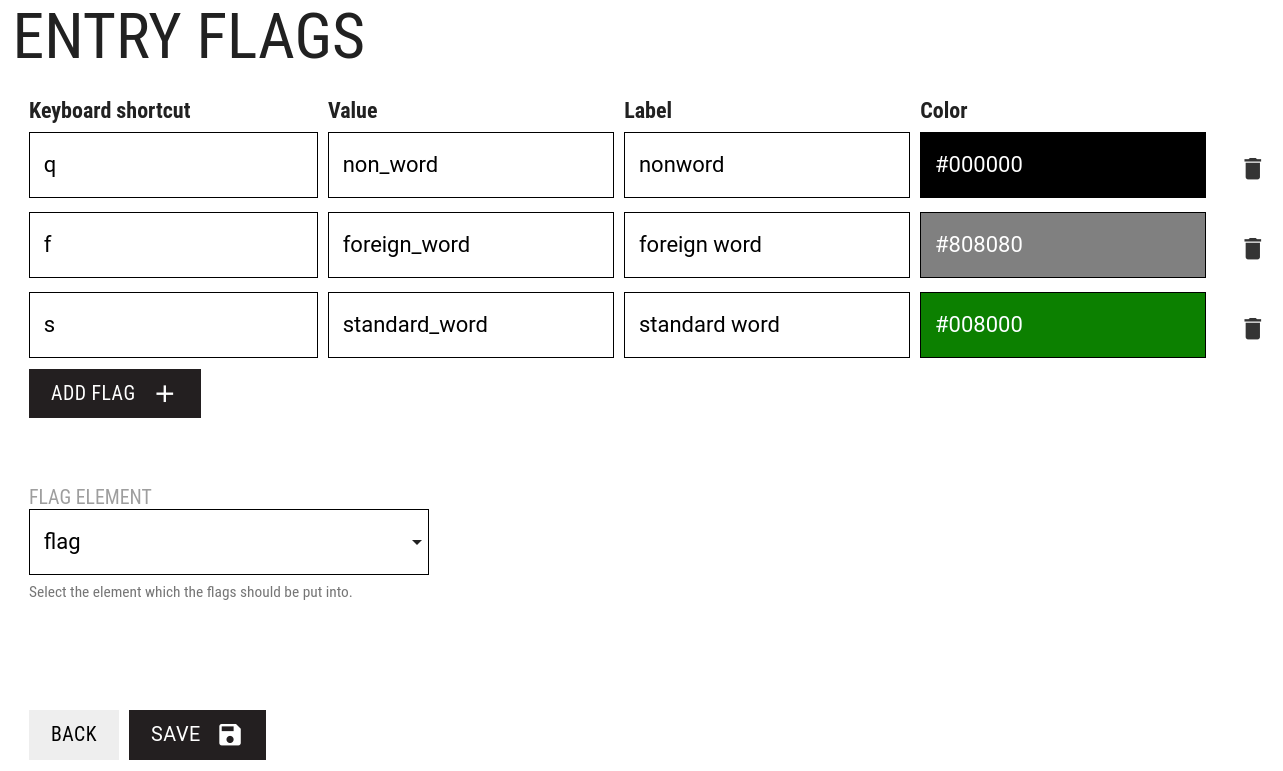 ENTRY FLAGS
Keyboard shortcut Value Label Color
q non_word nonword #000000
f foreign_word foreign word #808080
s standard_word standard word #008000
ADD FLAG
FLAG ELEMENT
flag
Select the element which the flags should be put into.
BACK SAVE